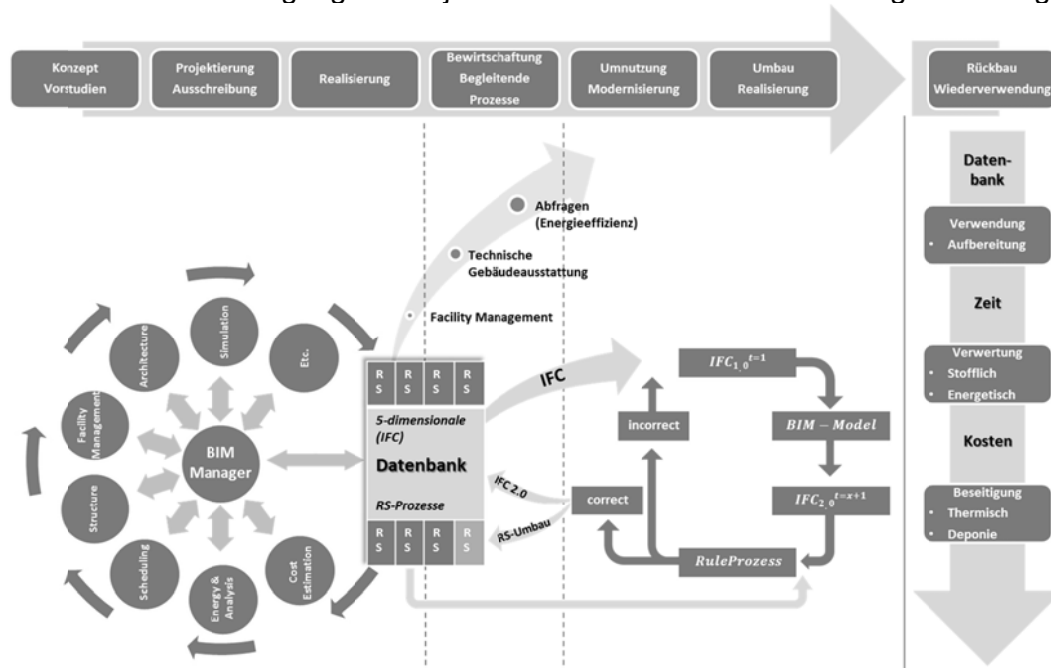 Konzept
Vorstudien
Projektierung
Ausschreibung
Realisierung
Bewirtschaftung
Begleitende
Prozesse
Umnutzung
Modernisierung
Umbau
Realisierung
Rückbau
Wiederverwendung
Daten-
bank
Verwendung
• Aufbereitung
Zeit
Verwertung
• Stofflich
• Energetisch
Kosten
Beseitigung
• Thermisch
• Deponie
Abfragen
(Energieeffizienz)
Technische
Gebäudeausstattung
Facility Management
Simulation
Etc.
Architecture
Facility
Management
Structure
Scheduling
Energy &
Analysis
Cost
Estimation
BIM
Manager
R S
R S
R S
R S
5-dimensionale
(IFC)
Datenbank
RS-Prozesse
R S
R S
R S
R S
IFC
IFC 2.0
RS-Umbau
incorrect
correct
IFC1_0 t=1
BIM – Model
IFC2_0 t=x+1
RuleProzess